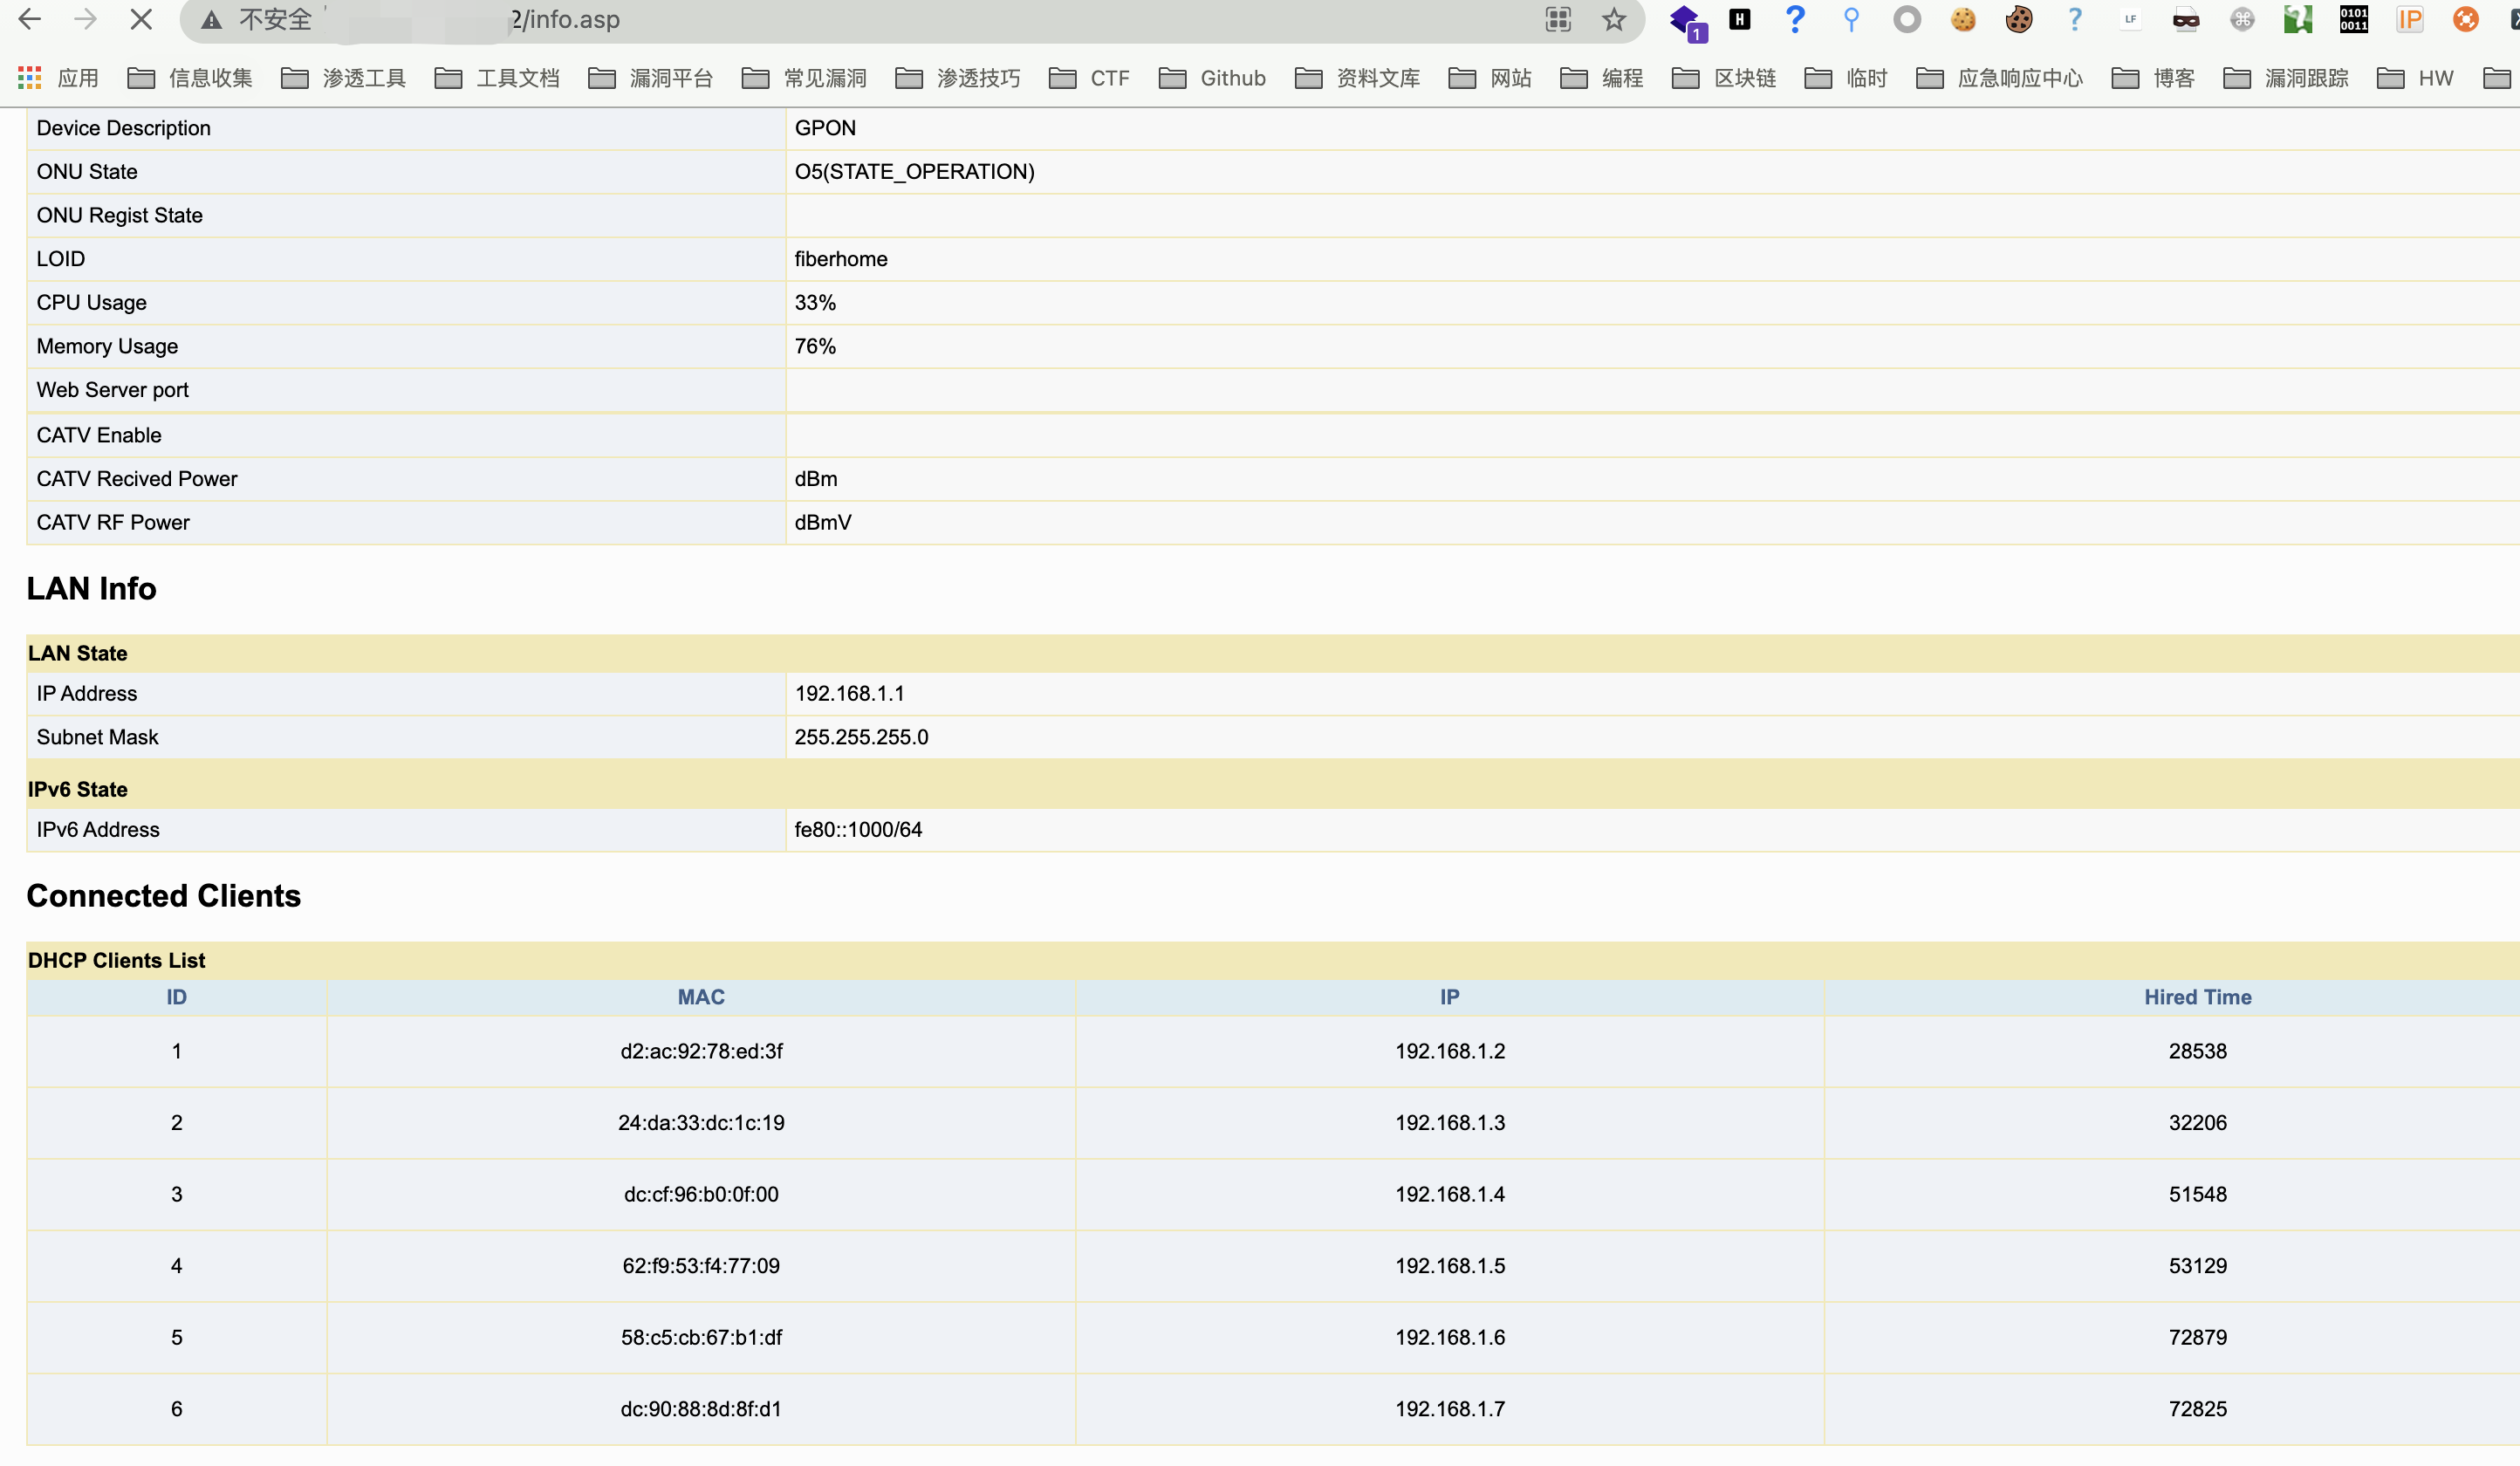 不安全 2/info.asp 1 H ? ? LF 0101 0011 IP
应用 信息收集 渗透工具 工具文档 漏洞平台 常见漏洞 渗透技巧 CTF Github 资料文库 网站 编程 区块链 临时 应急响应中心 博客 漏洞跟踪 HW
Device Description GPON
ONU State O5(STATE_OPERATION)
ONU Regist State
LOID fiberhome
CPU Usage 33%
Memory Usage 76%
Web Server port
CATV Enable
CATV Recived Power dBm
CATV RF Power dBmV
LAN Info
LAN State
IP Address 192.168.1.1
Subnet Mask 255.255.255.0
IPv6 State
IPv6 Address fe80::1000/64
Connected Clients
DHCP Clients List
ID MAC IP Hired Time
1 d2:ac:92:78:ed:3f 192.168.1.2 28538
2 24:da:33:dc:1c:19 192.168.1.3 32206
3 dc:cf:96:b0:0f:00 192.168.1.4 51548
4 62:f9:53:f4:77:09 192.168.1.5 53129
5 58:c5:cb:67:b1:df 192.168.1.6 72879
6 dc:90:88:8d:8f:d1 192.168.1.7 72825